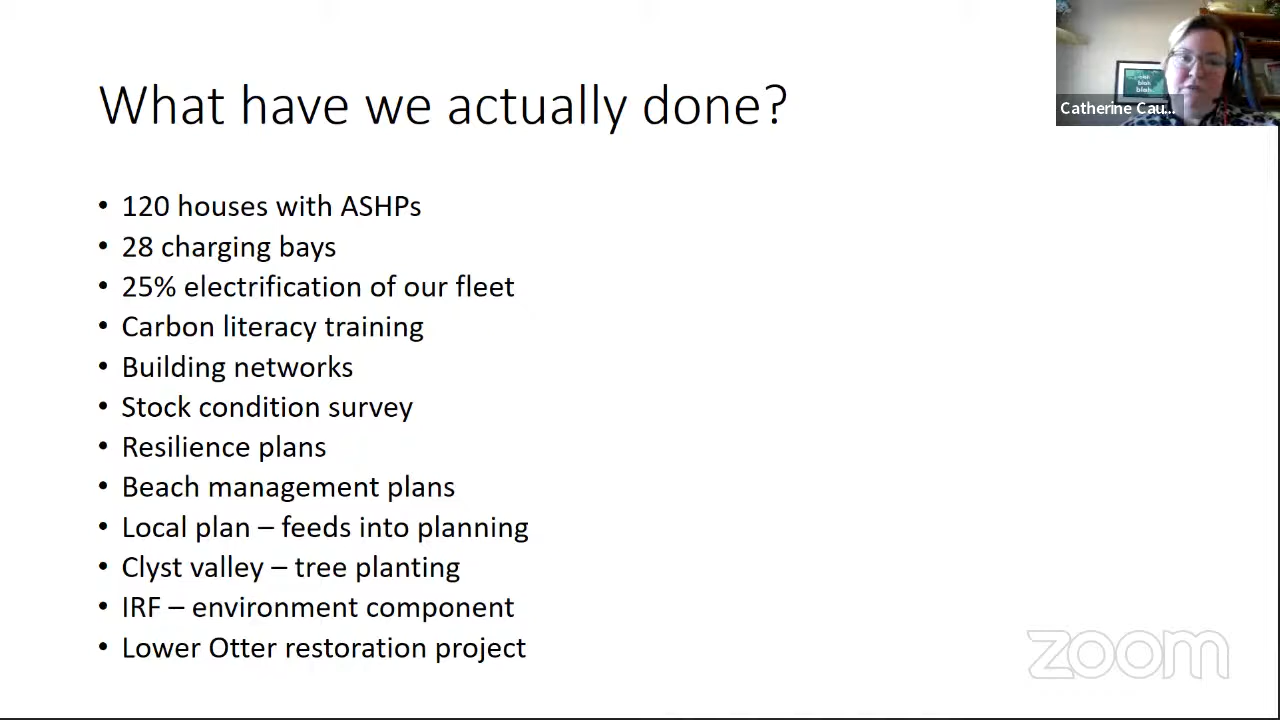 What have we actually done?
Catherine Cau...
• 120 houses with ASHPs
• 28 charging bays
• 25% electrification of our fleet
• Carbon literacy training
• Building networks
• Stock condition survey
• Resilience plans
• Beach management plans
• Local plan – feeds into planning
• Clyst valley – tree planting
• IRF – environment component
• Lower Otter restoration project
zoom